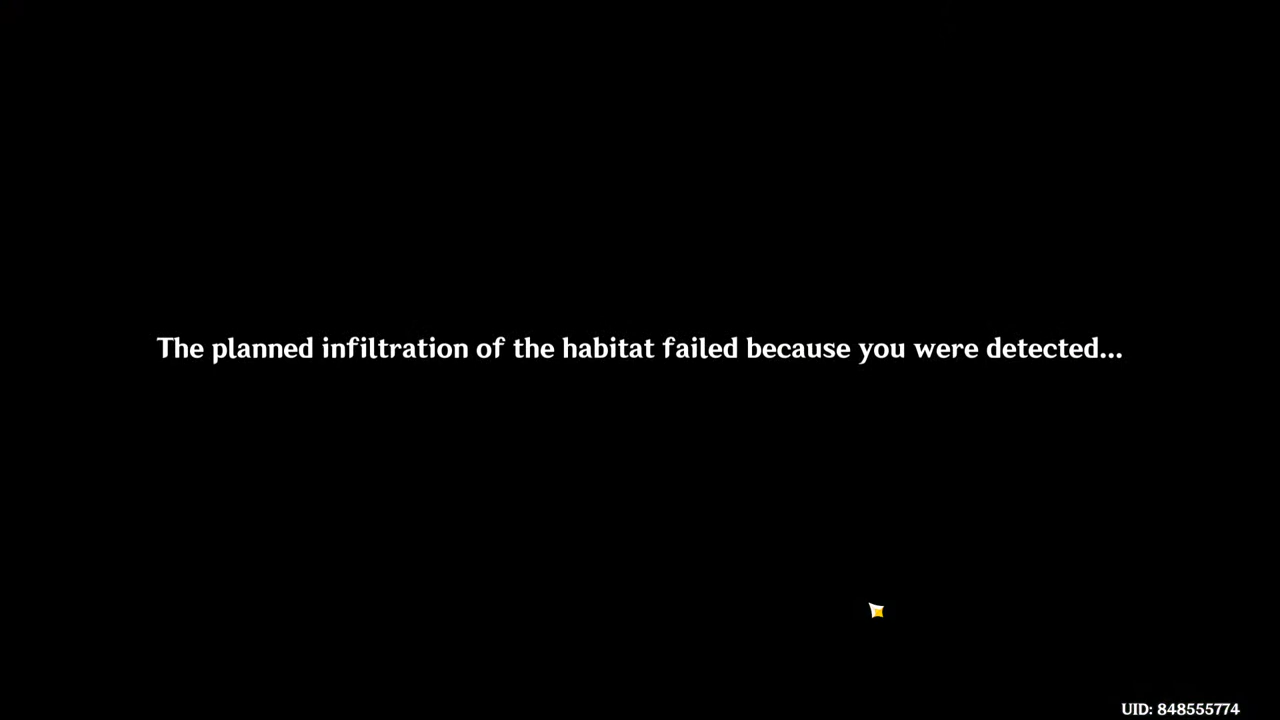 The planned infiltration of the habitat failed because you were detected...
UID: 848555774